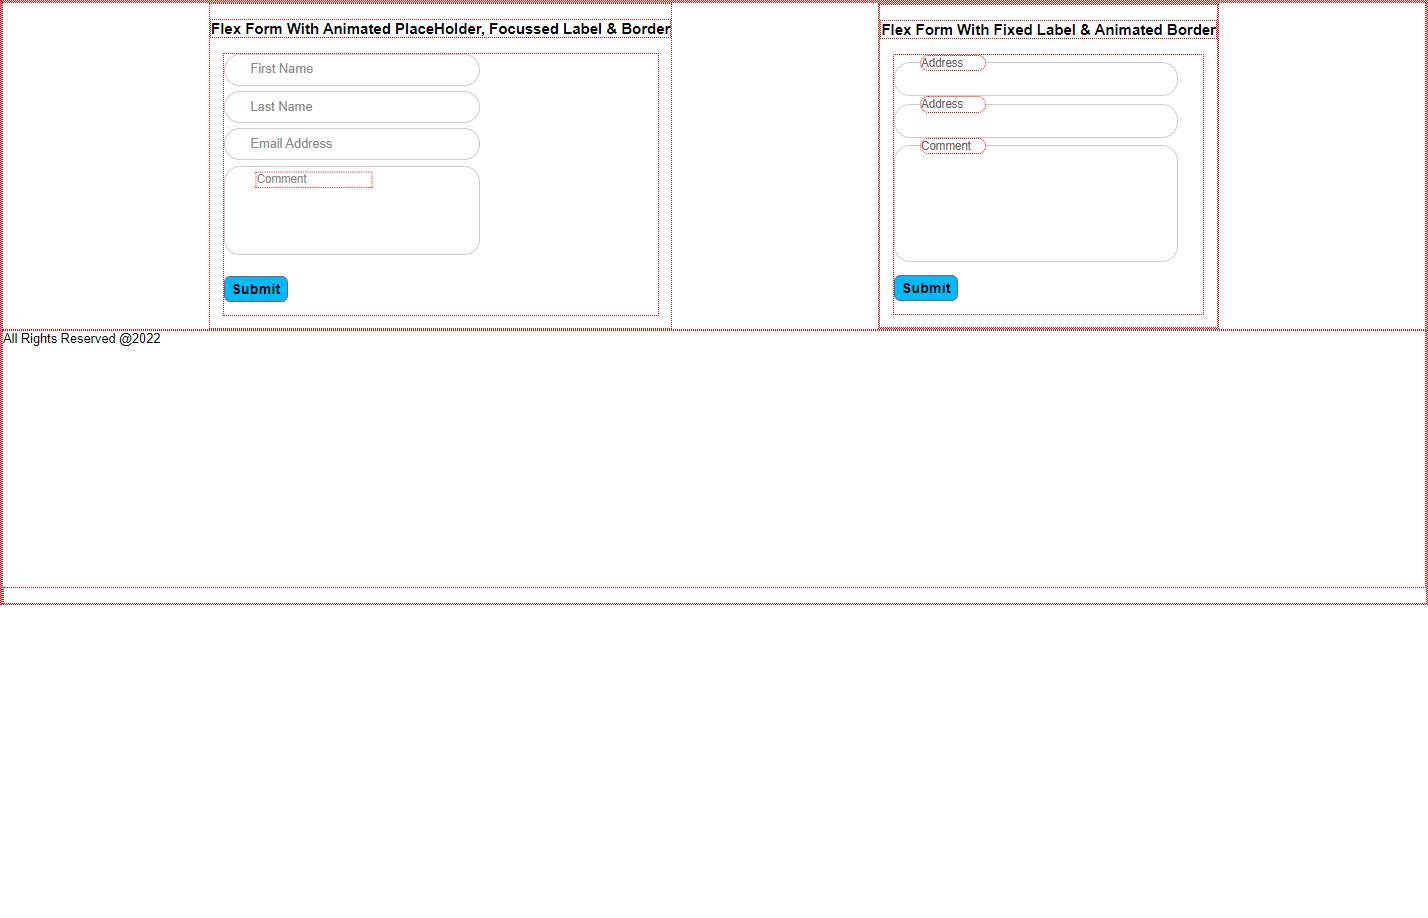 Flex Form With Animated PlaceHolder, Focussed Label & Border
First Name
Last Name
Email Address
Comment
Submit
Flex Form With Fixed Label & Animated Border
Address
Address
Comment
Submit
All Rights Reserved @2022